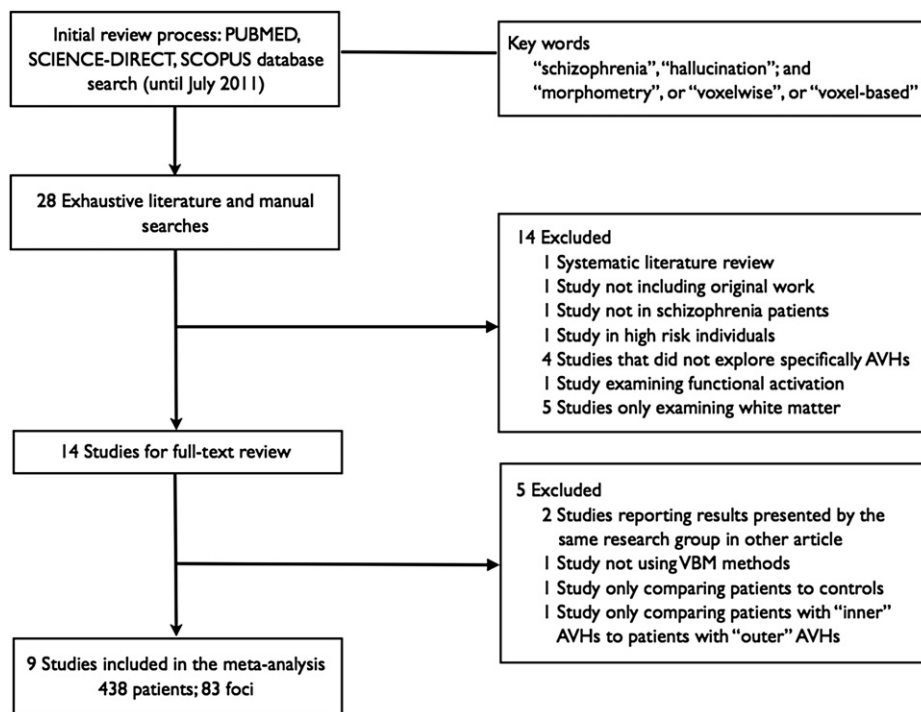 Initial review process: PUBMED,
SCIENCE-DIRECT, SCOPUS database
search (until July 2011)
Key words
“schizophrenia”, “hallucination”; and
“morphometry”, or “voxelwise”, or “voxel-based”
28 Exhaustive literature and manual
searches
14 Excluded
1 Systematic literature review
1 Study not including original work
1 Study not in schizophrenia patients
1 Study in high risk individuals
4 Studies that did not explore specifically AVHs
1 Study examining functional activation
5 Studies only examining white matter
14 Studies for full-text review
5 Excluded
2 Studies reporting results presented by the
same research group in other article
1 Study not using VBM methods
1 Study only comparing patients to controls
1 Study only comparing patients with “inner”
AVHs to patients with “outer” AVHs
9 Studies included in the meta-analysis
438 patients; 83 foci